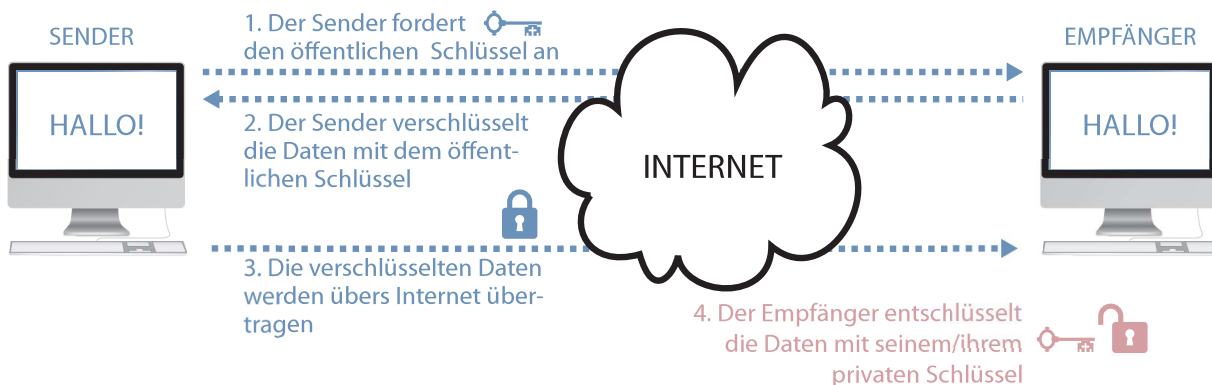 SENDER
HALLO!
1. Der Sender fordert
den öffentlichen Schlüssel an
2. Der Sender verschlüsselt
die Daten mit dem öffent-
lichen Schlüssel
3. Die verschlüsselten Daten
werden übers Internet über-
tragen
INTERNET
EMPFÄNGER
HALLO!
4. Der Empfänger entschlüsselt
die Daten mit seinem/ihrem
privaten Schlüssel